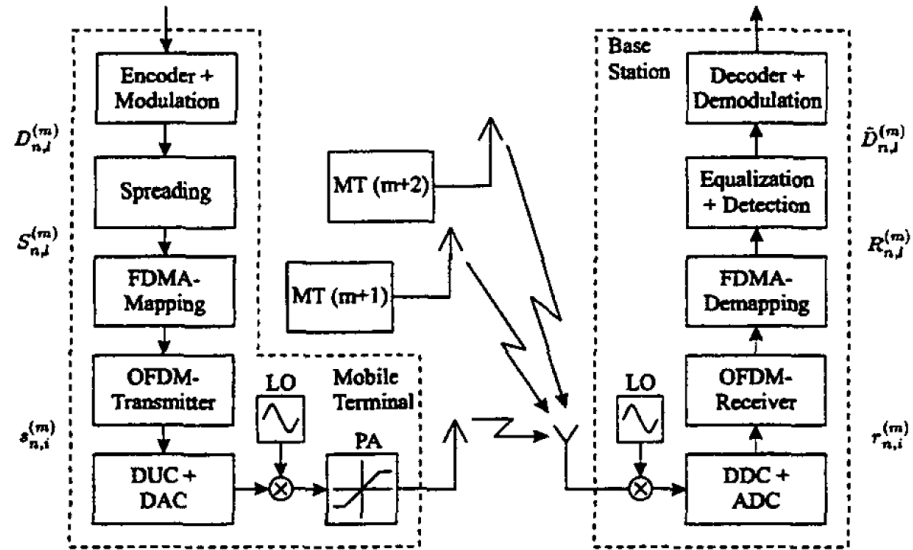 Encoder +
Modulation
$D_{n,l}^{(m)}$
Spreading
$S_{n,l}^{(m)}$
FDMA-
Mapping
OFDM-
Transmitter
$s_{n,i}^{(m)}$
DUC +
DAC
LO
Mobile
Terminal
PA
MT (m+2)
MT (m+1)
Base
Station
Decoder +
Demodulation
$\tilde{D}_{n,l}^{(m)}$
Equalization
+ Detection
$R_{n,l}^{(m)}$
FDMA-
Demapping
LO
OFDM-
Receiver
$r_{n,i}^{(m)}$
DDC +
ADC